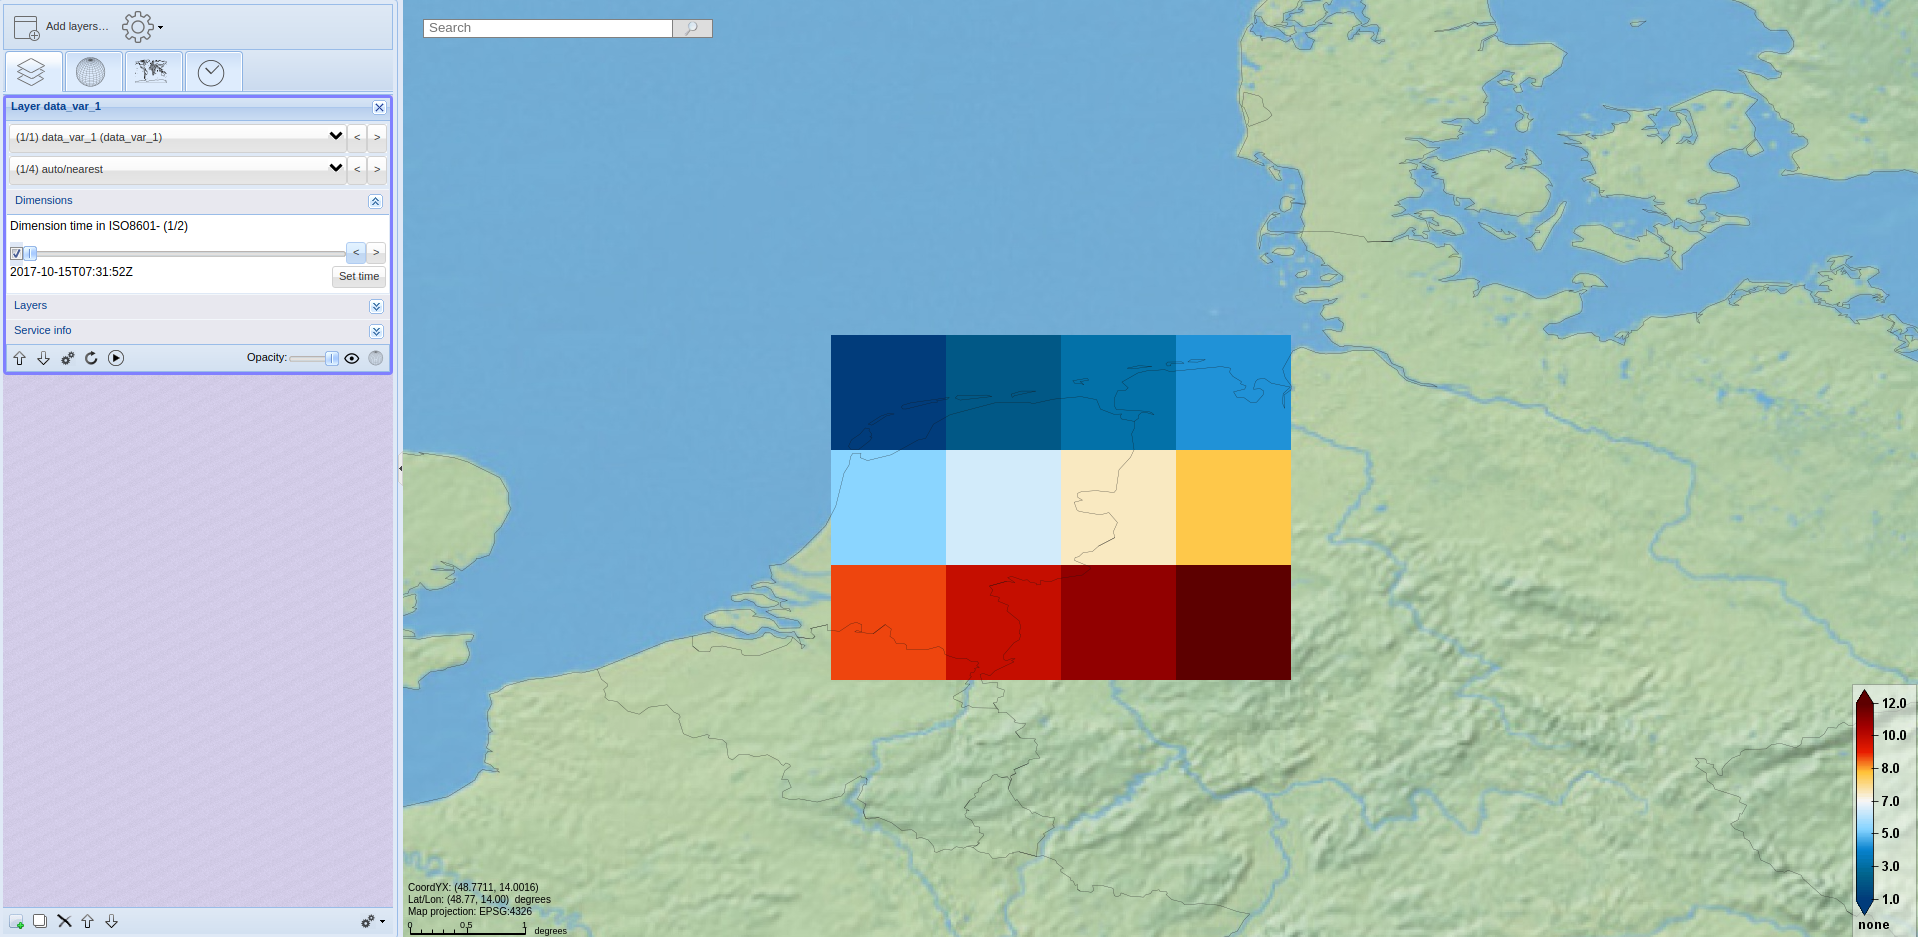 Add layers...
Search
Layer data_var_1
(1/1) data_var_1 (data_var_1)
< >
(1/4) auto/nearest
< >
Dimensions
Dimension time in ISO8601- (1/2)
< >
2017-10-15T07:31:52Z
Set time
Layers
Service info
Opacity:
12.0
10.0
8.0
7.0
5.0
3.0
1.0
none
CoordYX: (48.7711, 14.0016)
Lat/Lon: (48.77, 14.00) degrees
Map projection: EPSG:4326
0 0.5 1
degrees